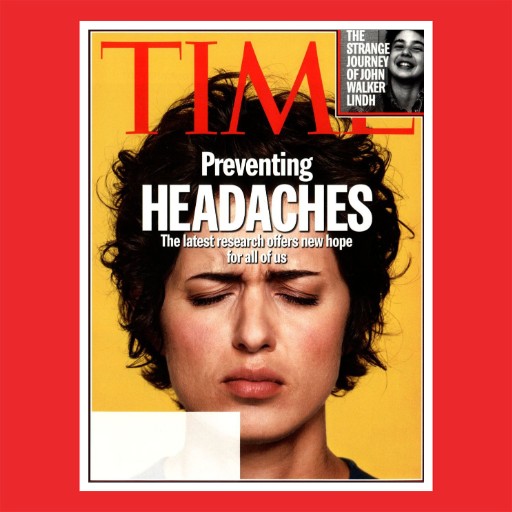 TIME
THE
STRANGE
JOURNEY
OF JOHN
WALKER
LINDH
Preventing
HEADACHES
The latest research offers new hope
for all of us